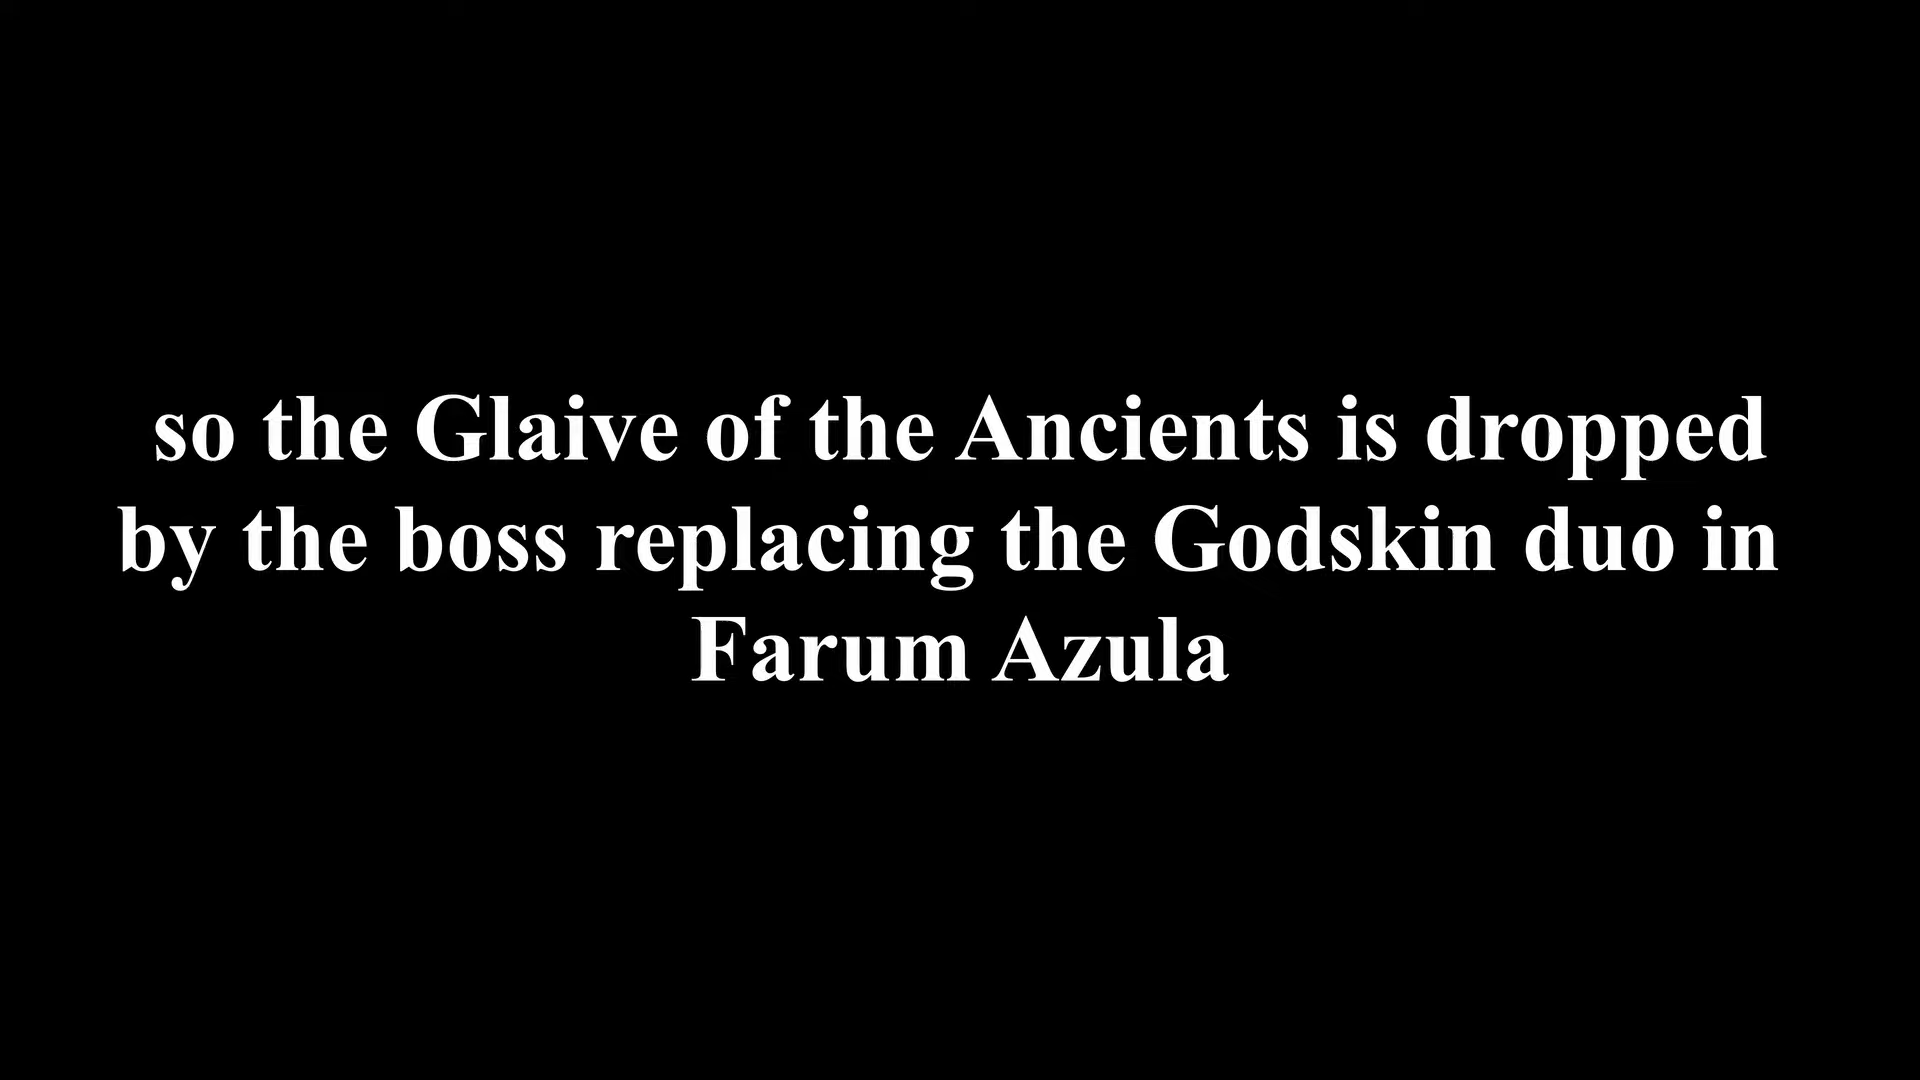 so the Glaive of the Ancients is dropped
by the boss replacing the Godskin duo in
Farum Azula